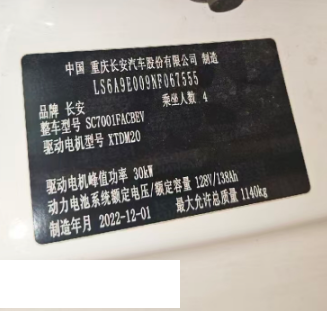 中国 重庆长安汽车股份有限公司 制造
LS6A9E009NF067555
品牌 长安 乘坐人数 4
整车型号 SC7001FACBEV
驱动电机型号 XTDM20
驱动电机峰值功率 30kW
动力电池系统额定电压/额定容量 128V/138Ah
制造年月 2022-12-01 最大允许总质量 1140kg